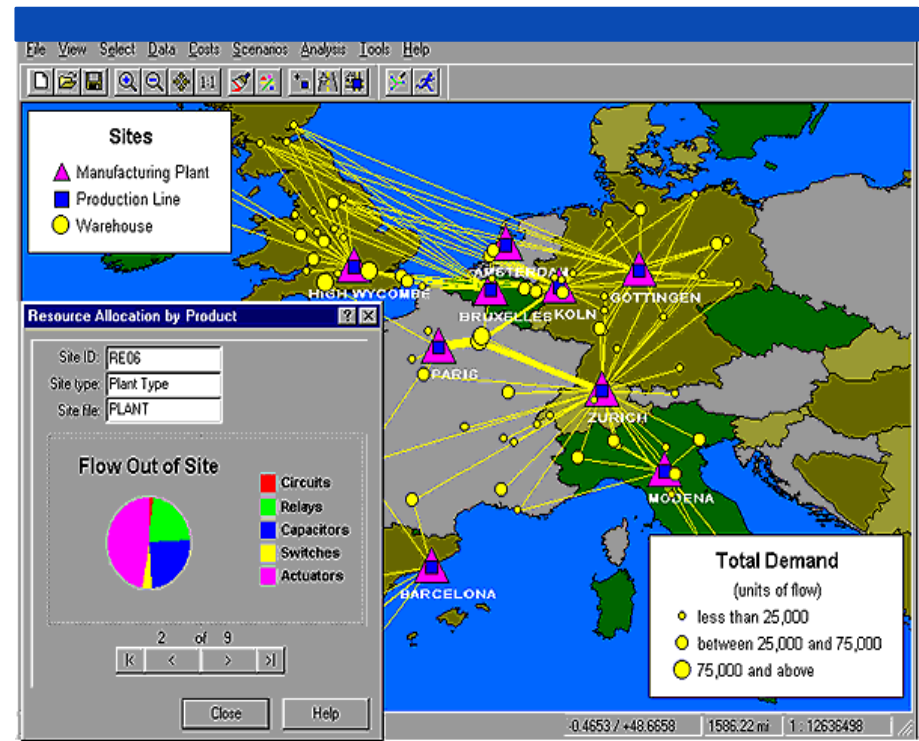 File View Select Data Costs Scenarios Analysis Tools Help
1:1
Sites
Manufacturing Plant
Production Line
Warehouse
AMSTERDAM
HIGH WYCOMBE
BRUXELLES
KOLN
GOTTINGEN
PARIS
ZURICH
MODENA
BARCELONA
Resource Allocation by Product
Site ID: RE06
Site type: Plant Type
Site file: PLANT
Flow Out of Site
Circuits
Relays
Capacitors
Switches
Actuators
2 of 9
|< < > >|
Close Help
Total Demand
(units of flow)
less than 25,000
between 25,000 and 75,000
75,000 and above
-0.4653 / +48.6658 1586.22 mi 1 : 12636498